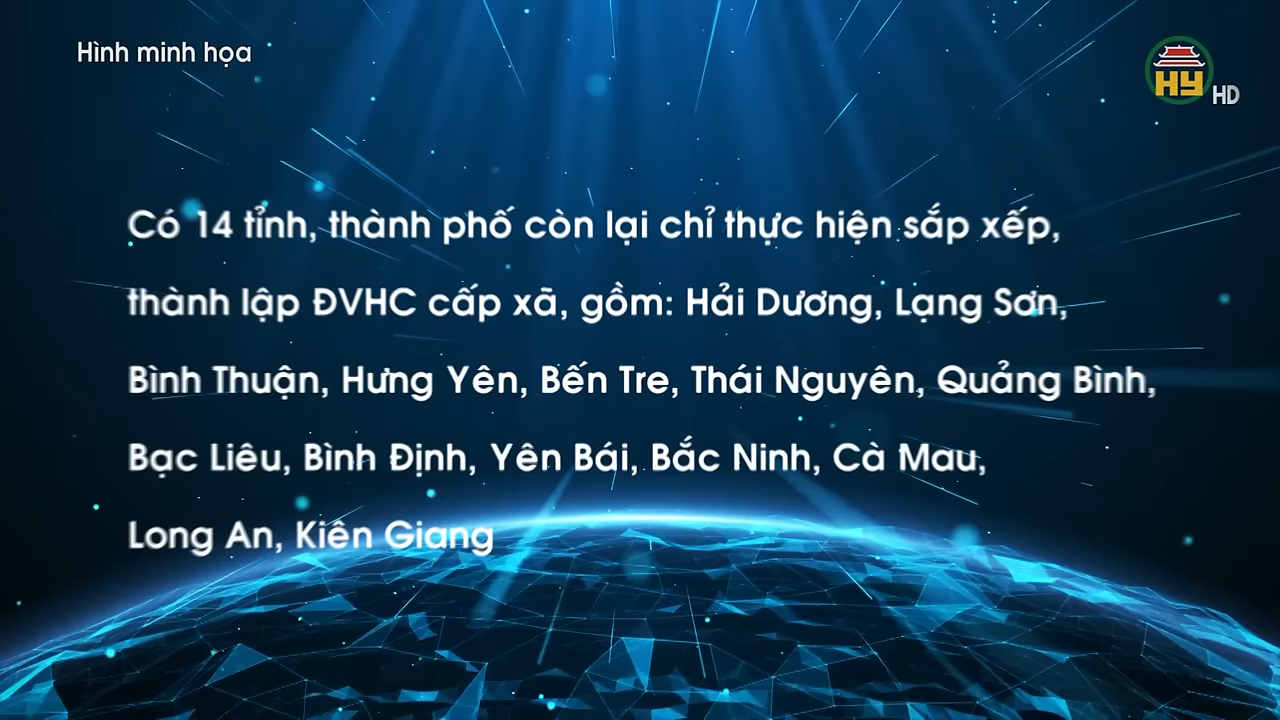 Hình minh họa
HY HD
Có 14 tỉnh, thành phố còn lại chỉ thực hiện sắp xếp,
thành lập ĐVHC cấp xã, gồm: Hải Dương, Lạng Sơn,
Bình Thuận, Hưng Yên, Bến Tre, Thái Nguyên, Quảng Bình,
Bạc Liêu, Bình Định, Yên Bái, Bắc Ninh, Cà Mau,
Long An, Kiên Giang